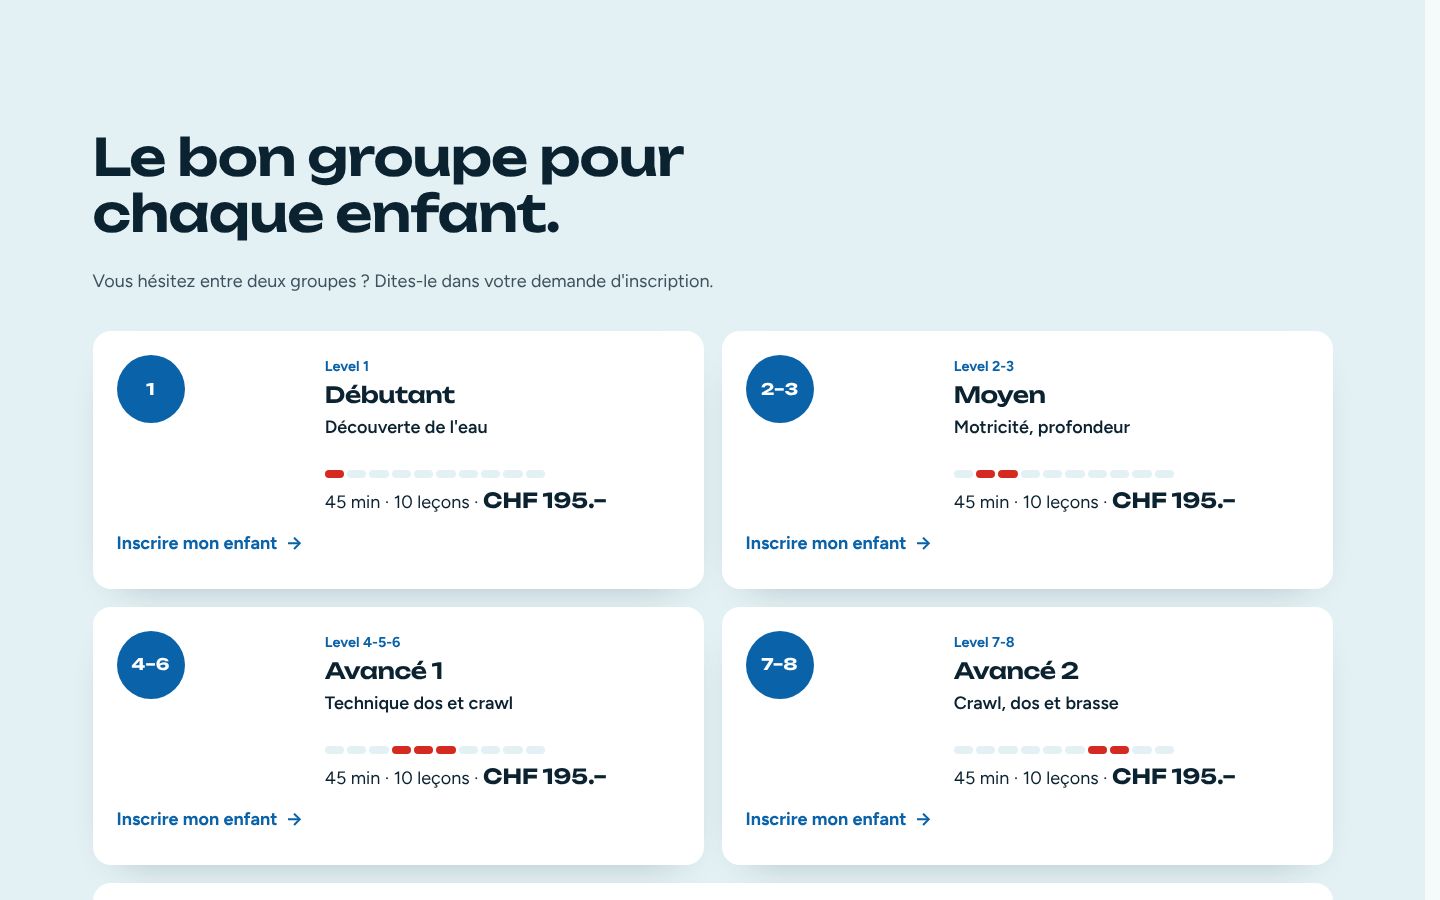 Le bon groupe pour
chaque enfant.
Vous hésitez entre deux groupes ? Dites-le dans votre demande d'inscription.
1
Level 1
Débutant
Découverte de l'eau
45 min · 10 leçons · CHF 195.–
Inscrire mon enfant →
2–3
Level 2-3
Moyen
Motricité, profondeur
45 min · 10 leçons · CHF 195.–
Inscrire mon enfant →
4–6
Level 4-5-6
Avancé 1
Technique dos et crawl
45 min · 10 leçons · CHF 195.–
Inscrire mon enfant →
7–8
Level 7-8
Avancé 2
Crawl, dos et brasse
45 min · 10 leçons · CHF 195.–
Inscrire mon enfant →